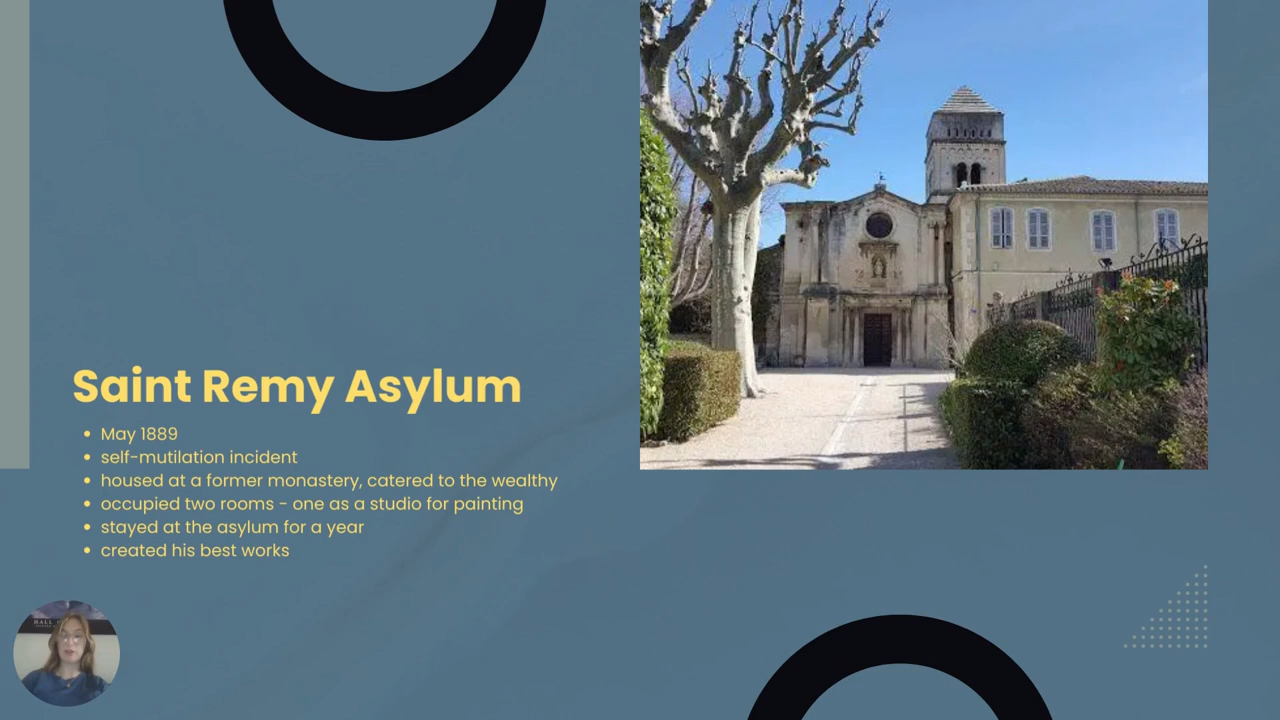 Saint Remy Asylum
• May 1889
• self-mutilation incident
• housed at a former monastery, catered to the wealthy
• occupied two rooms - one as a studio for painting
• stayed at the asylum for a year
• created his best works
HALL